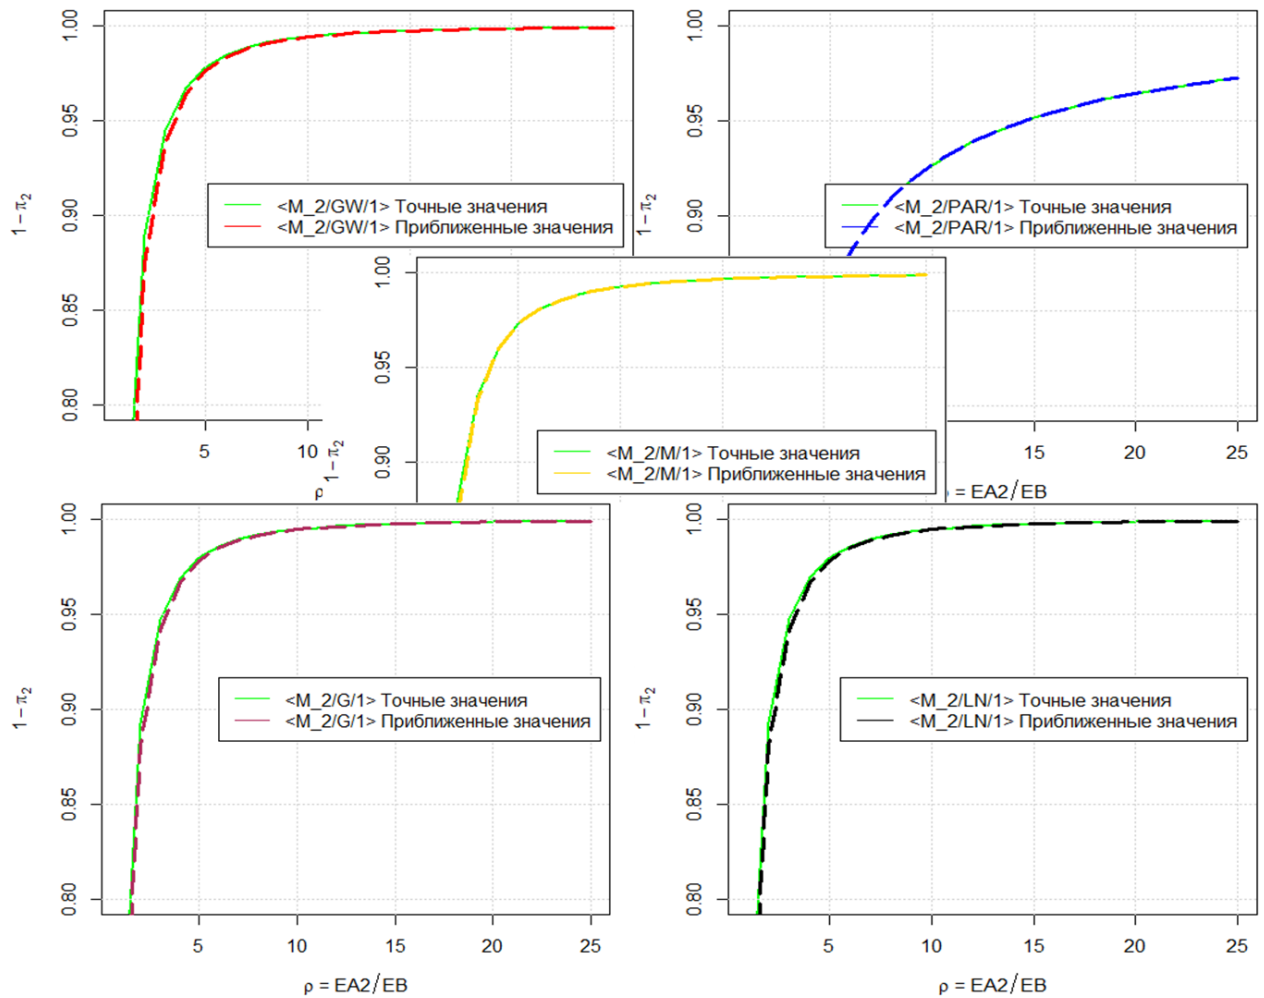 1.00
0.95
0.90
0.85
0.80
1 − π₂
<M_2/GW/1> Точные значения
<M_2/GW/1> Приближенные значения
5
10
ρ
1.00
0.95
0.90
1 − π₂
<M_2/PAR/1> Точные значения
<M_2/PAR/1> Приближенные значения
15
20
25
= EA2/EB
1.00
0.95
0.90
1 − π₂
<M_2/M/1> Точные значения
<M_2/M/1> Приближенные значения
1.00
0.95
0.90
0.85
0.80
1 − π₂
<M_2/G/1> Точные значения
<M_2/G/1> Приближенные значения
5 10 15 20 25
ρ = EA2/EB
1.00
0.95
0.90
0.85
0.80
1 − π₂
<M_2/LN/1> Точные значения
<M_2/LN/1> Приближенные значения
5 10 15 20 25
ρ = EA2/EB